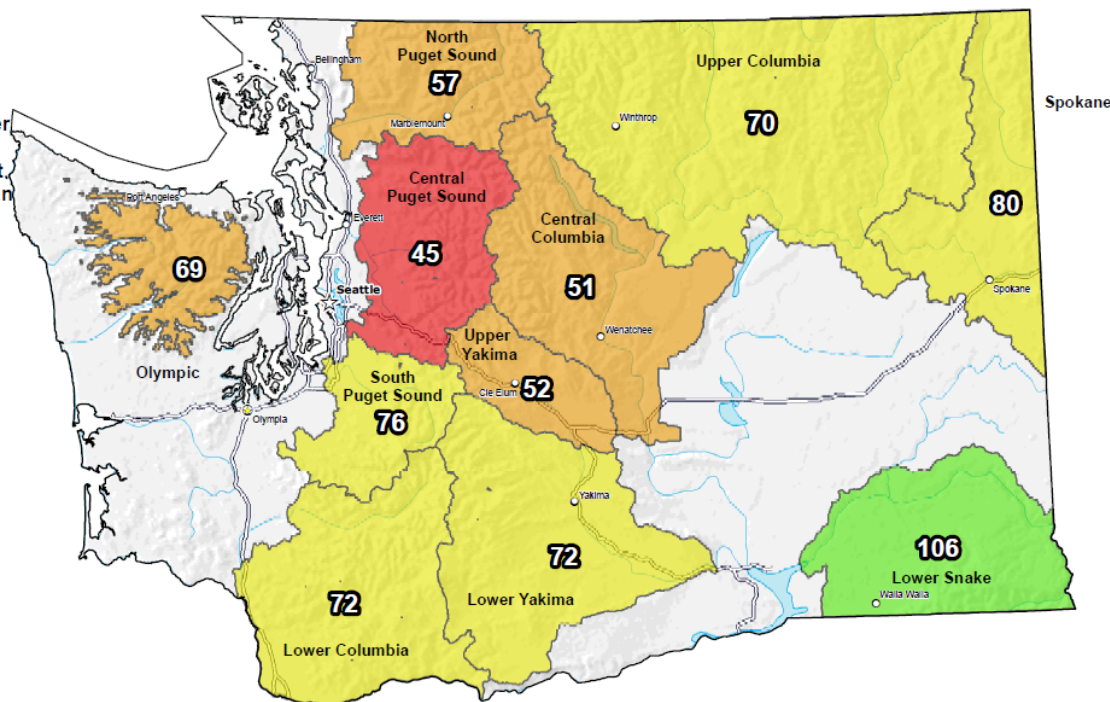 North
Puget Sound
57
Bellingham
Marblemount
Upper Columbia
70
Winthrop
Spokane
80
Spokane
Central
Puget Sound
45
Everett
Seattle
Port Angeles
69
Olympic
Olympia
Central
Columbia
51
Wenatchee
Upper
Yakima
52
Cle Elum
South
Puget Sound
76
Yakima
72
Lower Yakima
72
Lower Columbia
106
Lower Snake
Walla Walla